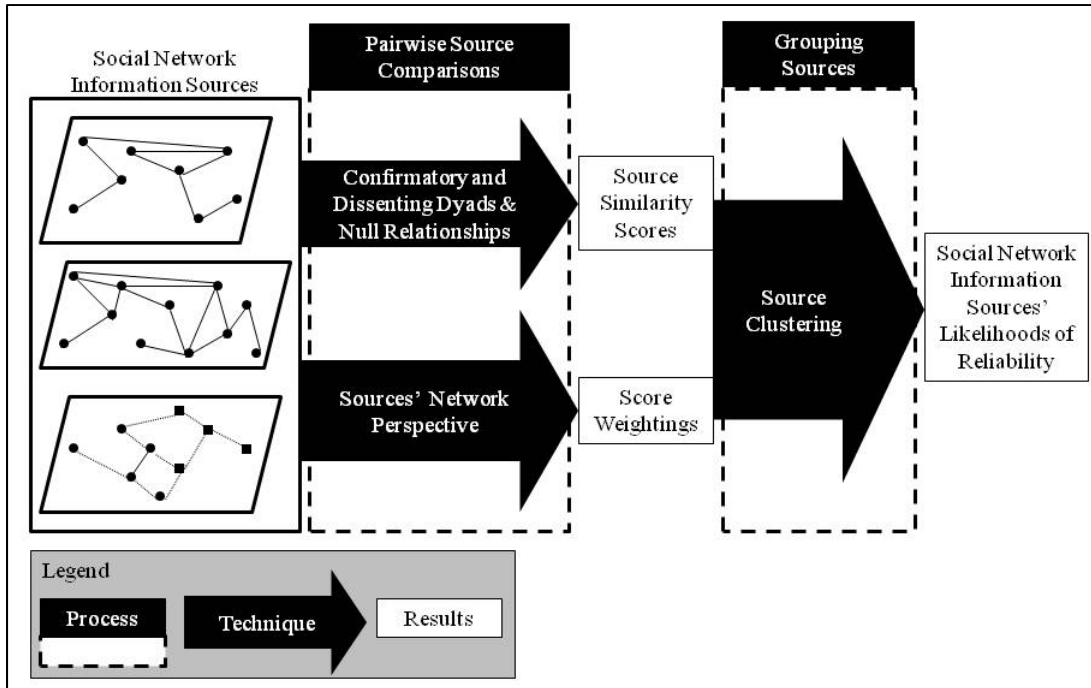 Social Network
Information Sources
Pairwise Source
Comparisons
Grouping
Sources
Confirmatory and
Dissenting Dyads &
Null Relationships
Source
Similarity
Scores
Sources' Network
Perspective
Score
Weightings
Source
Clustering
Social Network
Information
Sources'
Likelihoods of
Reliability
Legend
Process
Technique
Results